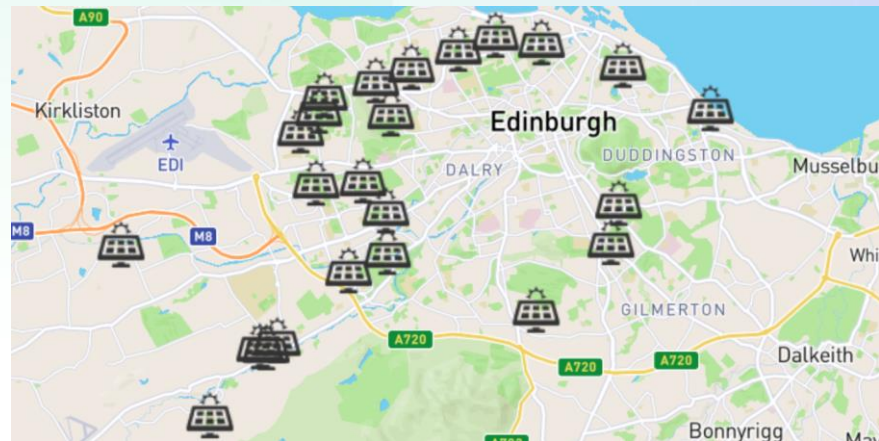 A90
Kirkliston
EDI
Edinburgh
DALRY
DUDDINGSTON
Musselbu
M8
M8
Whi
GILMERTON
A720
A720
A720
Dalkeith
Bonnyrigg